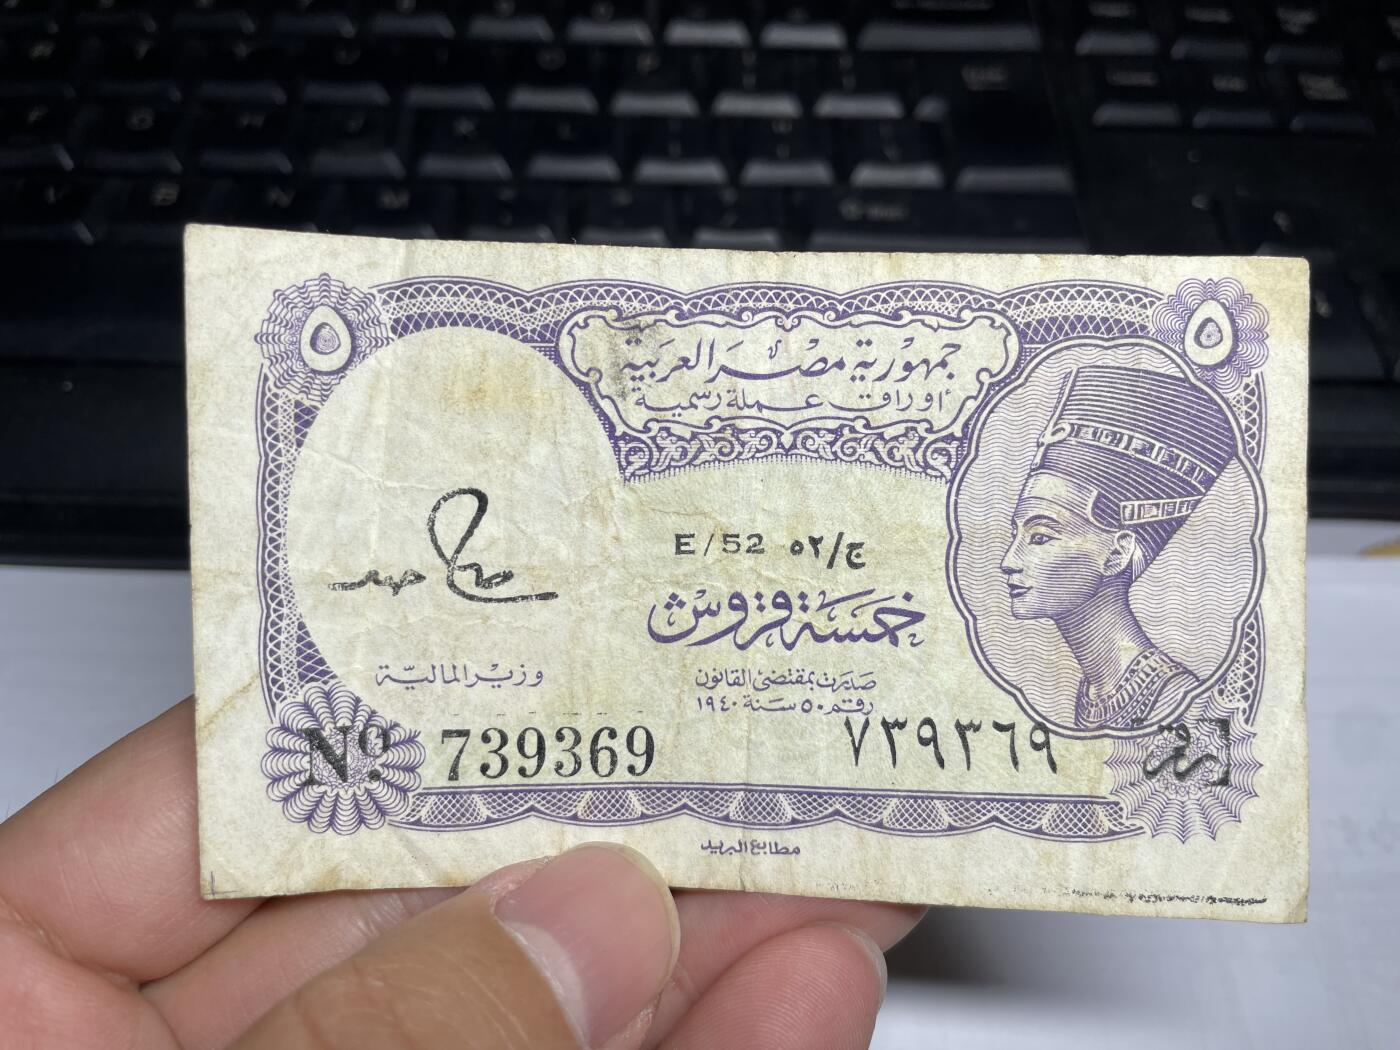 ٥ ٥
جمهورية مصر العربية
أوراق عملة رسمية
E/52 ٥٢/ج
خمسة قروش
وزير المالية
صدرت بمقتضى القانون
رقم ٥٠ سنة ١٩٤٠
Nº 739369 ٧٣٩٣٦٩ رقم
مطابع البريد